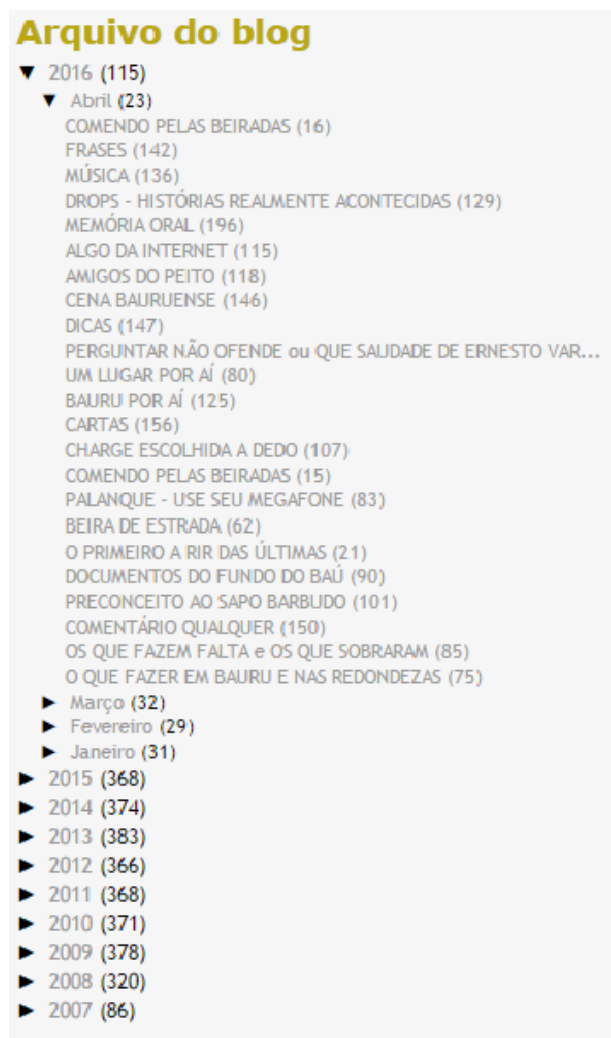 Arquivo do blog
▼ 2016 (115)
▼ Abril (23)
COMENDO PELAS BEIRADAS (16)
FRASES (142)
MÚSICA (136)
DROPS - HISTÓRIAS REALMENTE ACONTECIDAS (129)
MEMÓRIA ORAL (196)
ALGO DA INTERNET (115)
AMIGOS DO PEITO (118)
CENA BAURUENSE (146)
DICAS (147)
PERGUNTAR NÃO OFENDE ou QUE SAUDADE DE ERNESTO VAR...
UM LUGAR POR AÍ (80)
BAURU POR AÍ (125)
CARTAS (156)
CHARGE ESCOLHIDA A DEDO (107)
COMENDO PELAS BEIRADAS (15)
PALANQUE - USE SEU MEGAFONE (83)
BEIRA DE ESTRADA (62)
O PRIMEIRO A RIR DAS ÚLTIMAS (21)
DOCUMENTOS DO FUNDO DO BAÚ (90)
PRECONCEITO AO SAPO BARBUDO (101)
COMENTÁRIO QUALQUER (150)
OS QUE FAZEM FALTA e OS QUE SOBRARAM (85)
O QUE FAZER EM BAURU E NAS REDONDEZAS (75)
► Março (32)
► Fevereiro (29)
► Janeiro (31)
► 2015 (368)
► 2014 (374)
► 2013 (383)
► 2012 (366)
► 2011 (368)
► 2010 (371)
► 2009 (378)
► 2008 (320)
► 2007 (86)